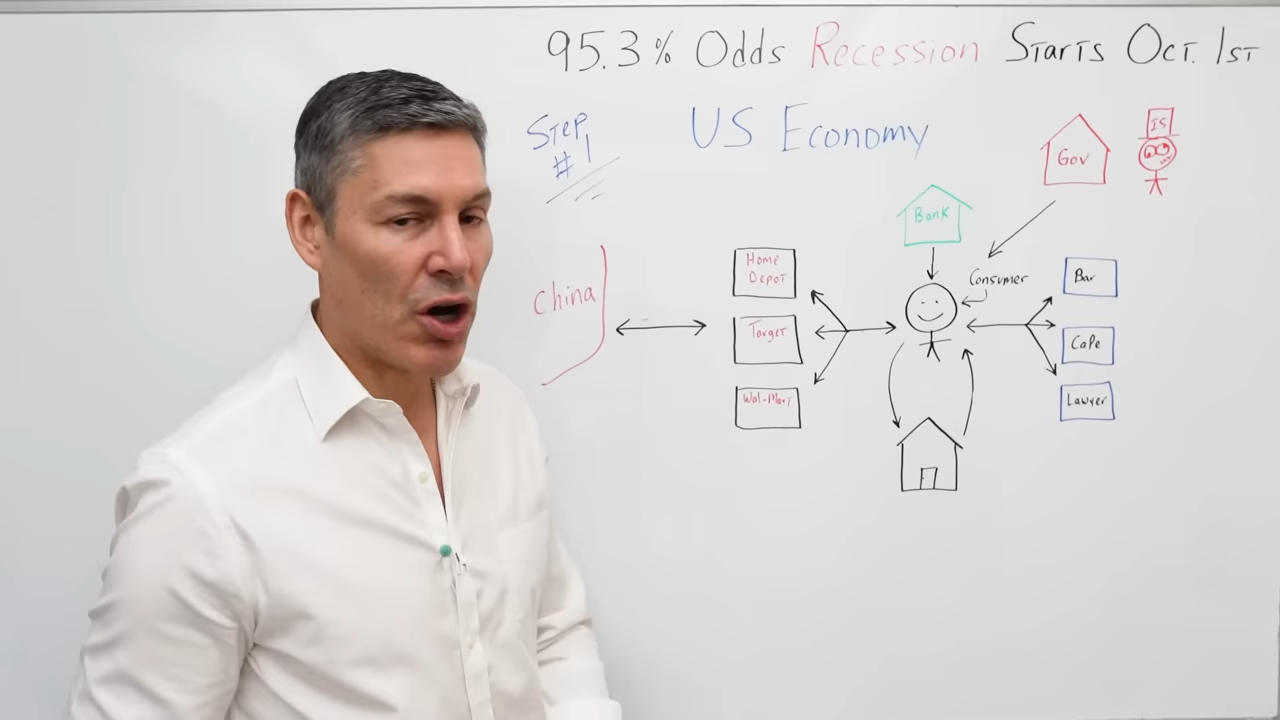 95.3% Odds Recession Starts Oct. 1st
Step
#1
US Economy
IS
Gov
Bank
Consumer
China
Home
Depot
Target
Wal-Mart
Bar
Cafe
Lawyer